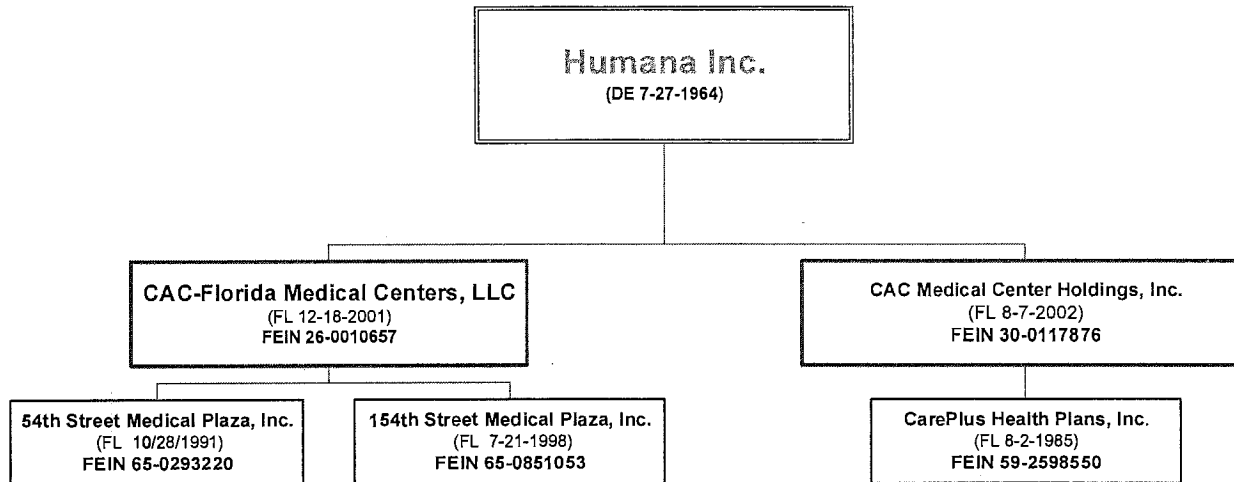 Humana Inc.
(DE 7-27-1964)
CAC-Florida Medical Centers, LLC
(FL 12-18-2001)
FEIN 26-0010657
CAC Medical Center Holdings, Inc.
(FL 8-7-2002)
FEIN 30-0117876
54th Street Medical Plaza, Inc.
(FL 10/28/1991)
FEIN 65-0293220
154th Street Medical Plaza, Inc.
(FL 7-21-1998)
FEIN 65-0851053
CarePlus Health Plans, Inc.
(FL 8-2-1985)
FEIN 59-2598550